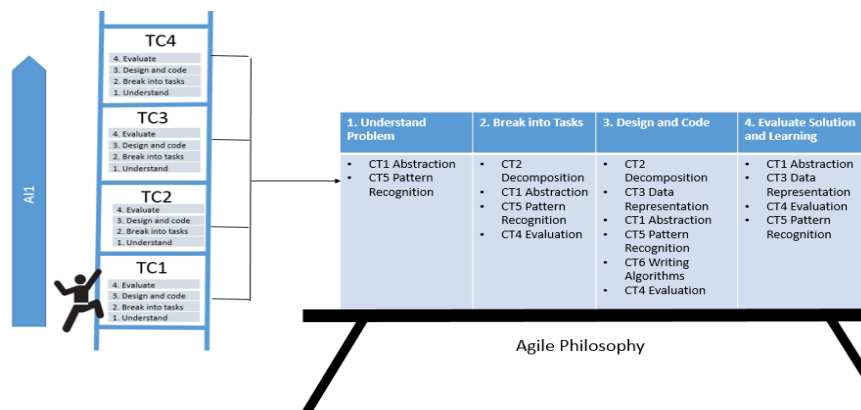 AI1
TC4
4. Evaluate
3. Design and code
2. Break into tasks
1. Understand
TC3
4. Evaluate
3. Design and code
2. Break into tasks
1. Understand
TC2
4. Evaluate
3. Design and code
2. Break into tasks
1. Understand
TC1
4. Evaluate
3. Design and code
2. Break into tasks
1. Understand
1. Understand
Problem
• CT1 Abstraction
• CT5 Pattern
Recognition
2. Break into Tasks
• CT2
Decomposition
• CT1 Abstraction
• CT5 Pattern
Recognition
• CT4 Evaluation
3. Design and Code
• CT2
Decomposition
• CT3 Data
Representation
• CT1 Abstraction
• CT5 Pattern
Recognition
• CT6 Writing
Algorithms
• CT4 Evaluation
4. Evaluate Solution
and Learning
• CT1 Abstraction
• CT3 Data
Representation
• CT4 Evaluation
• CT5 Pattern
Recognition
Agile Philosophy